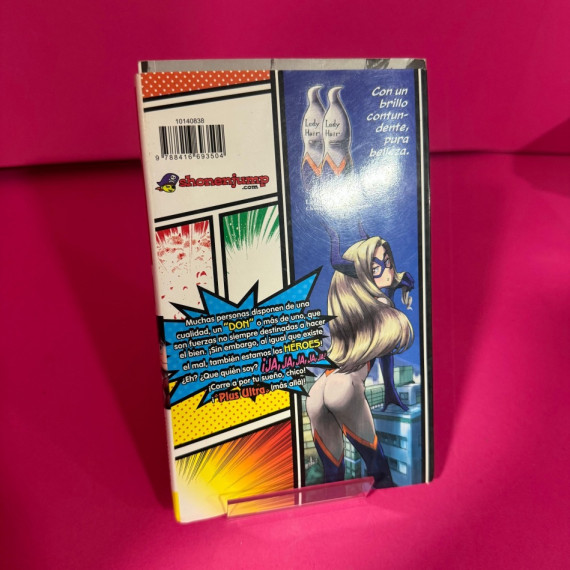 10140838
9 788416 693504
shonenjump
.com
Con un
brillo
contun-
dente,
pura
belleza.
Lady
Hair
Lady
Hair
Muchas personas disponen de una
cualidad, un "DON" o más de uno, que
son fuerzas no siempre destinadas a hacer
el bien. ¡Sin embargo, al igual que existe
el mal, también estamos los HÉROES!
¿Eh? ¿Que quién soy? ¡JA, JA, JA, JA, JA!
¡Corre a por tu sueño, chico!
¡"Plus Ultra, ¡más allá!